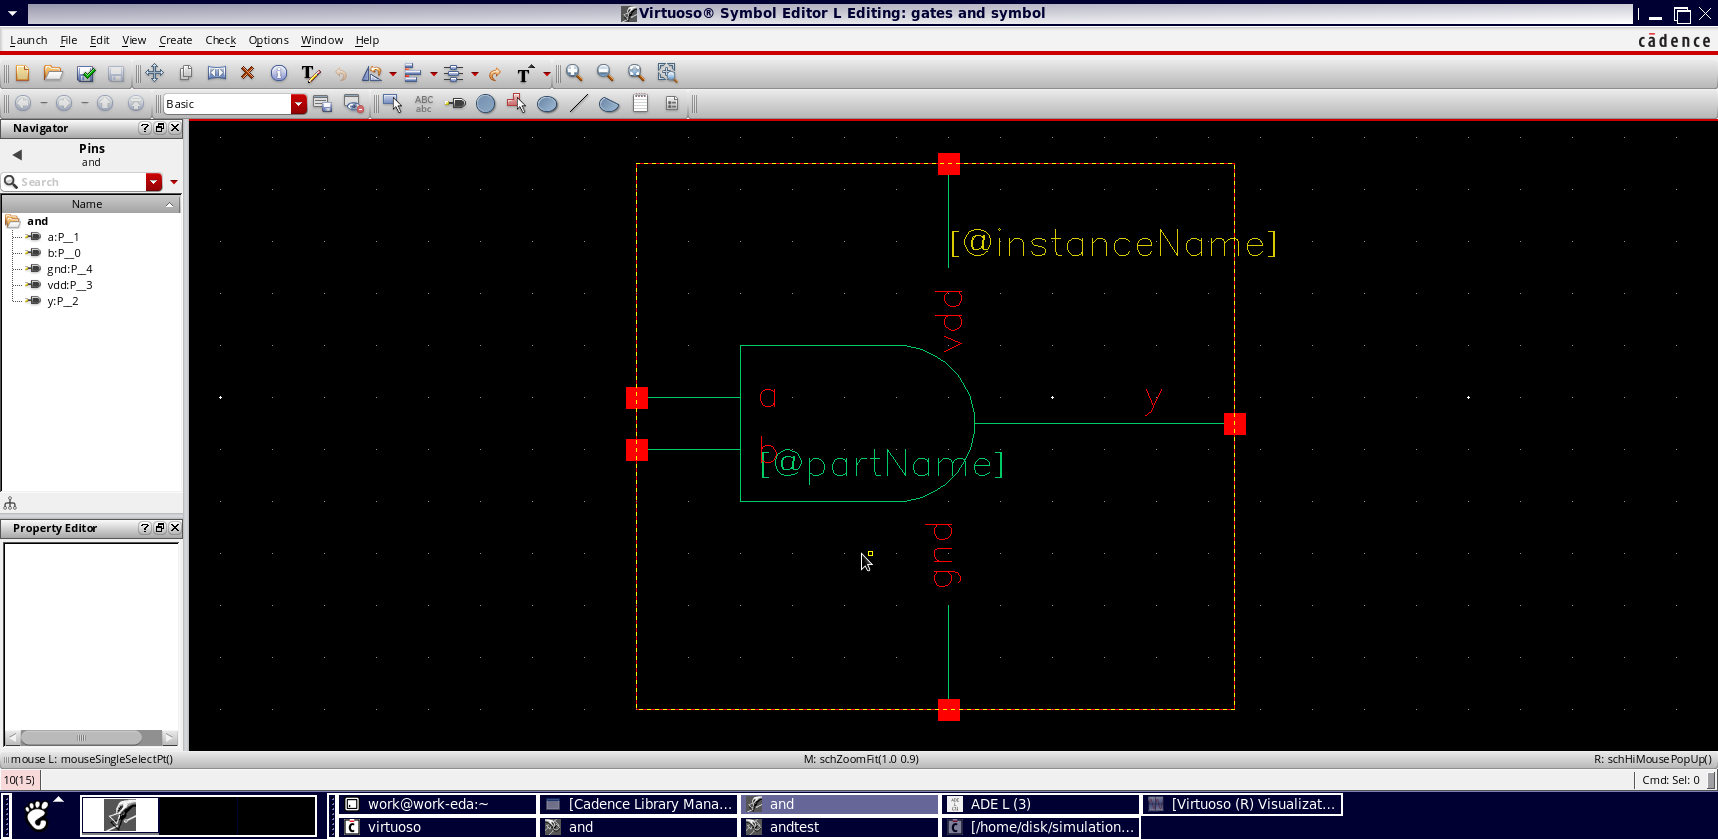 Virtuoso® Symbol Editor L Editing: gates and symbol
Launch File Edit View Create Check Options Window Help
cādence
Basic
ABC
abc
Navigator
Pins
and
Search
Name
and
a:P__1
b:P__0
gnd:P__4
vdd:P__3
y:P__2
Property Editor
[@instanceName]
vdd
a
y
b
[@partName]
gnd
mouse L: mouseSingleSelectPt()
M: schZoomFit(1.0 0.9)
R: schHiMousePopUp()
10(15)
Cmd: Sel: 0
work@work-eda:~
[Cadence Library Mana...
and
ADE L (3)
[Virtuoso (R) Visualizat...
virtuoso
and
andtest
[/home/disk/simulation...